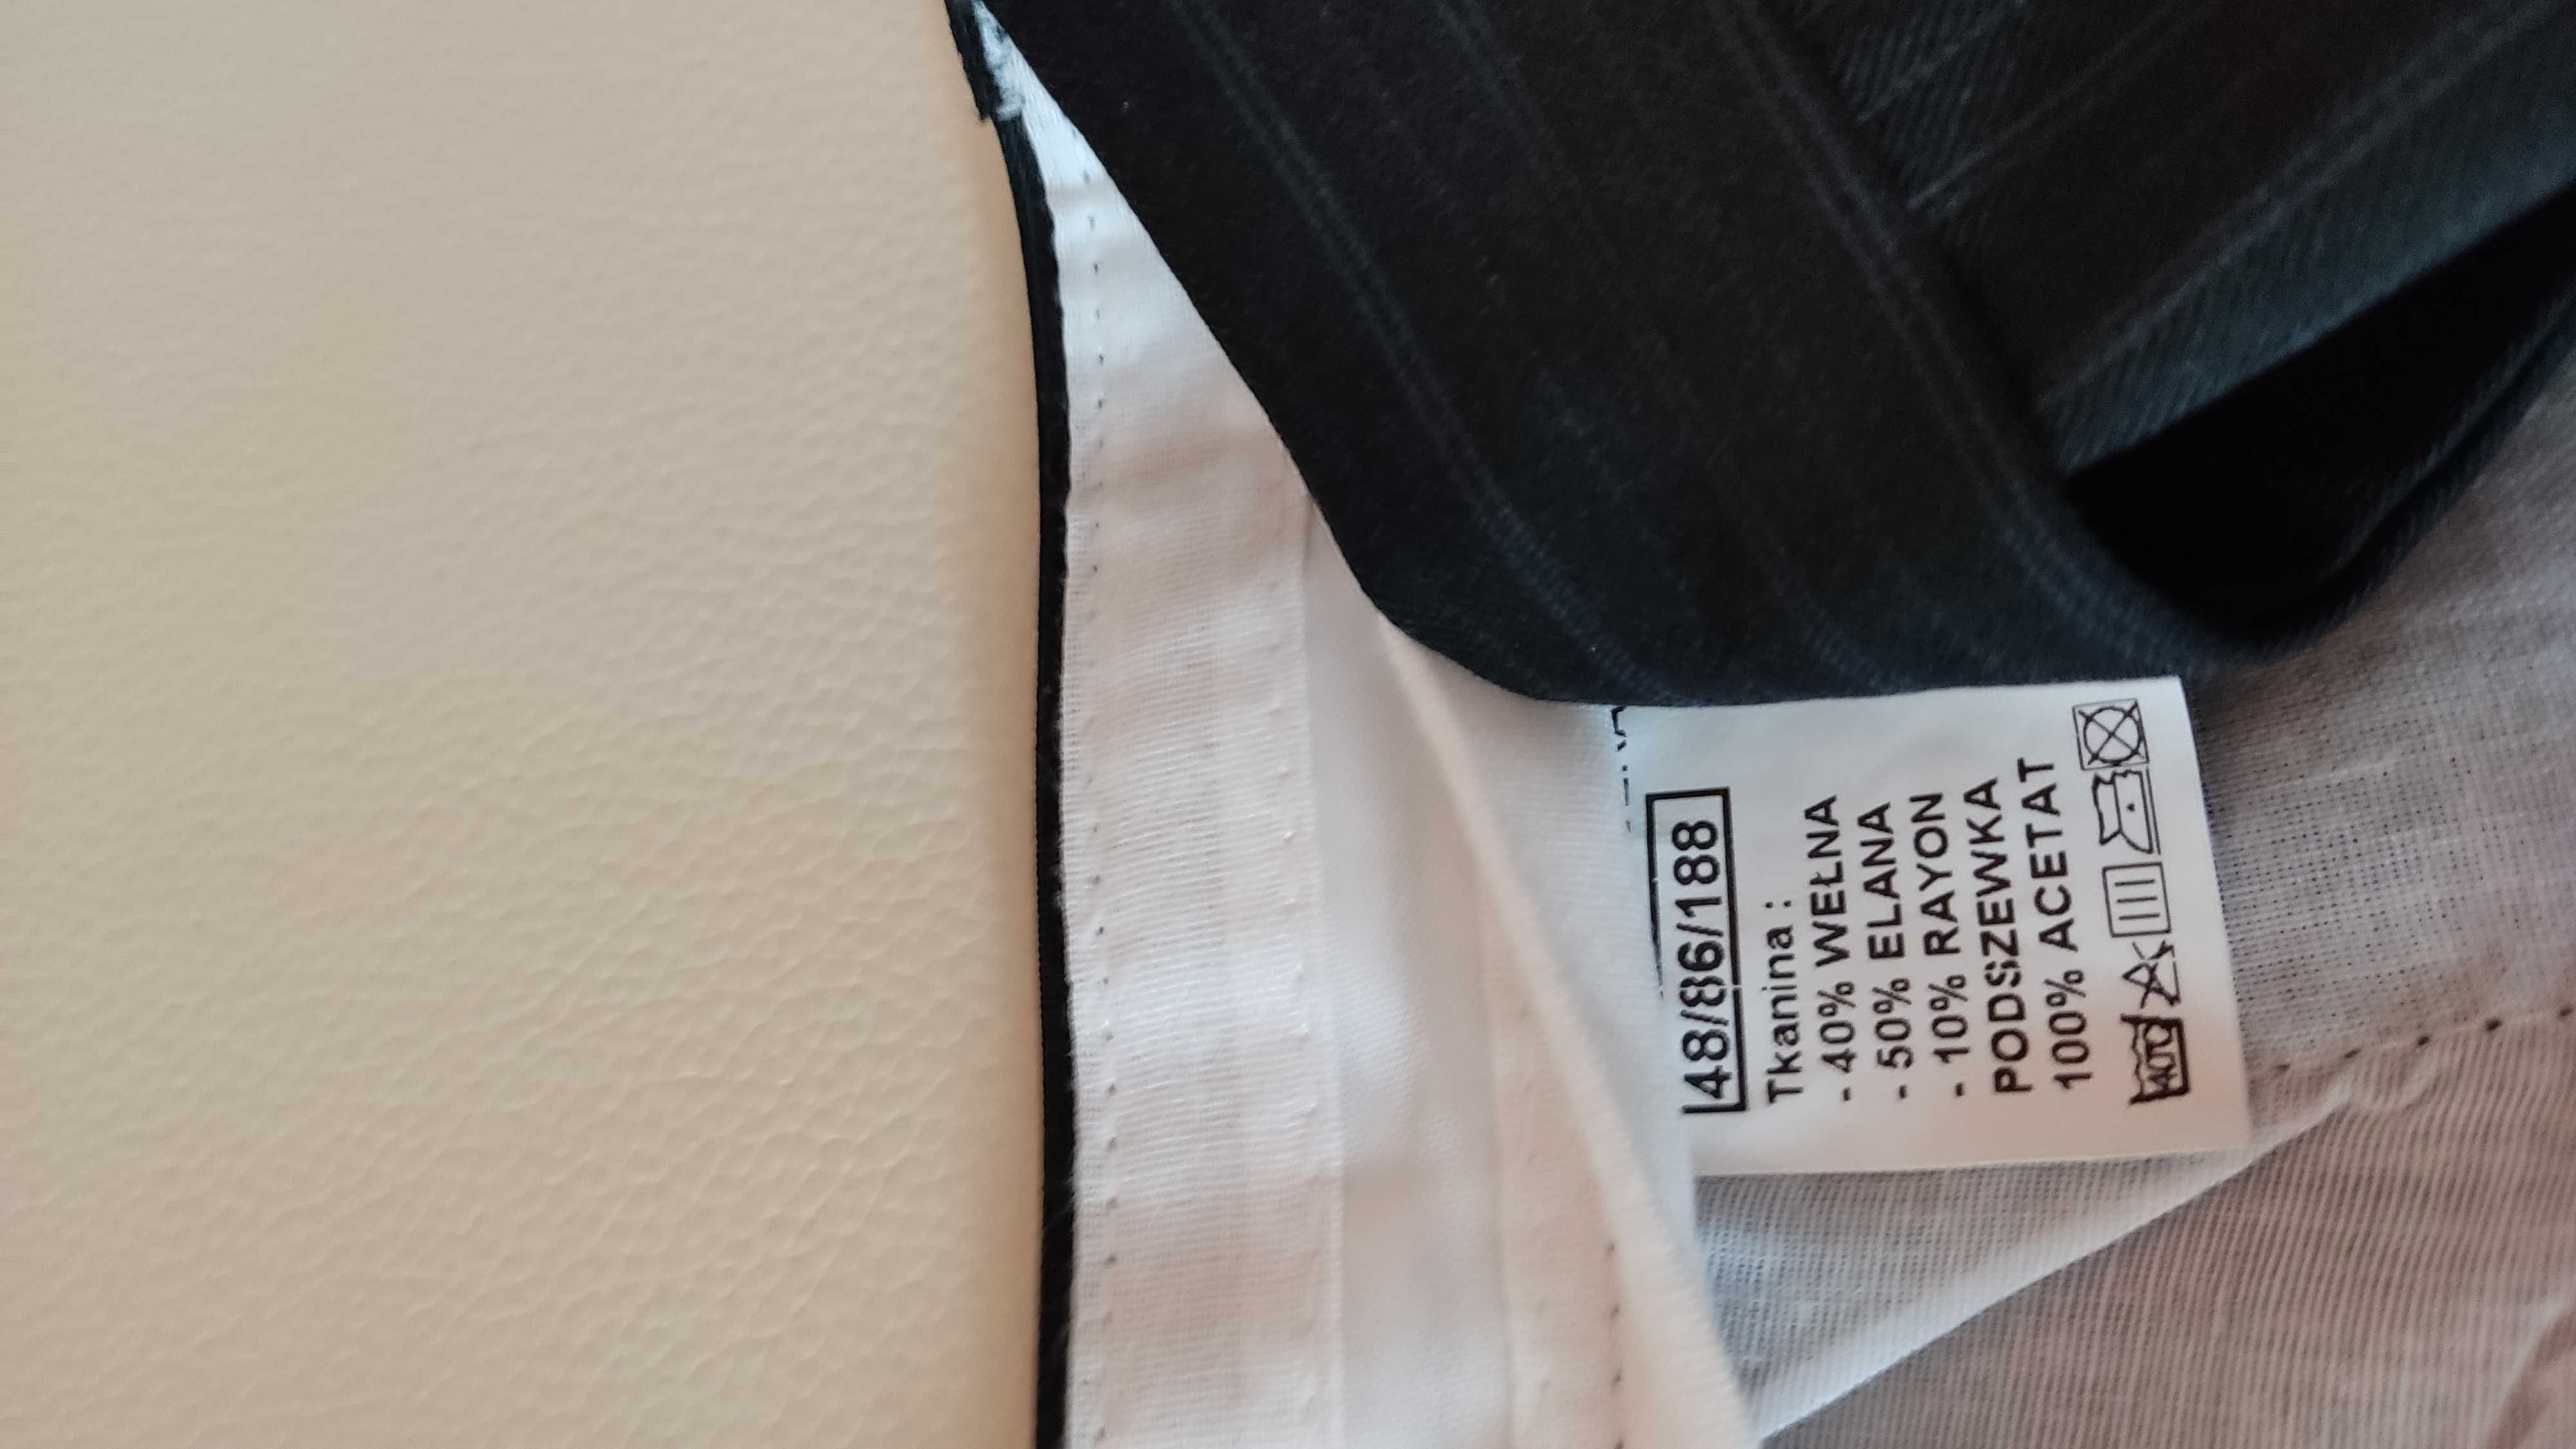 48/86/188
Tkanina :
- 40% WEŁNA
- 50% ELANA
- 10% RAYON
PODSZEWKA
100% ACETAT